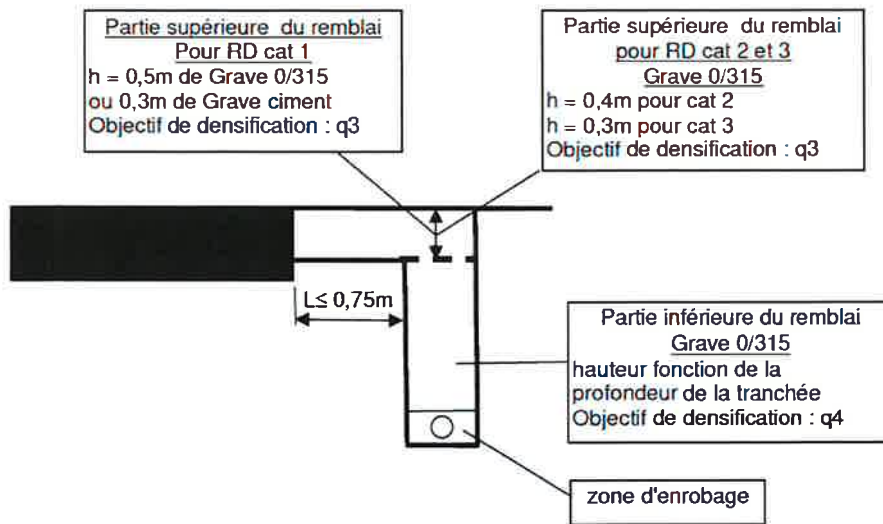 Partie supérieure du remblai
Pour RD cat 1
h = 0,5m de Grave 0/315
ou 0,3m de Grave ciment
Objectif de densification : q3
Partie supérieure du remblai
pour RD cat 2 et 3
Grave 0/315
h = 0,4m pour cat 2
h = 0,3m pour cat 3
Objectif de densification : q3
L≤ 0,75m
Partie inférieure du remblai
Grave 0/315
hauteur fonction de la
profondeur de la tranchée
Objectif de densification : q4
zone d'enrobage